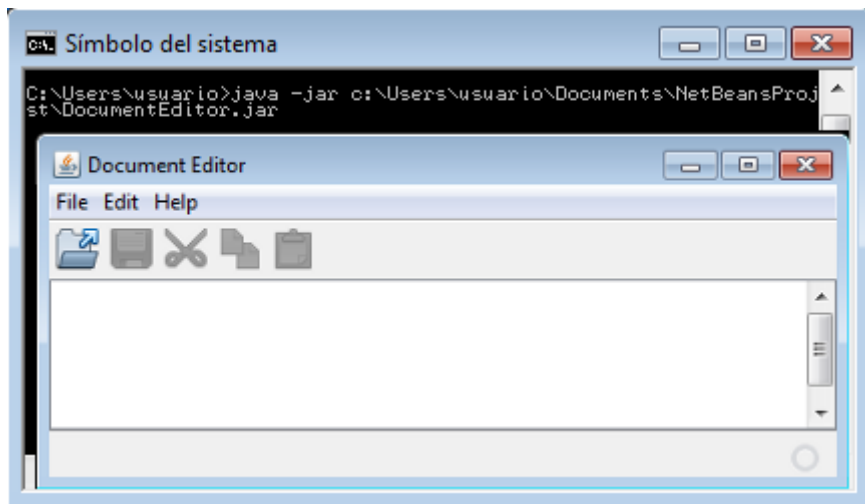 Símbolo del sistema
C:\Users\usuario>java -jar c:\Users\usuario\Documents\NetBeansProj
st\DocumentEditor.jar
Document Editor
File Edit Help